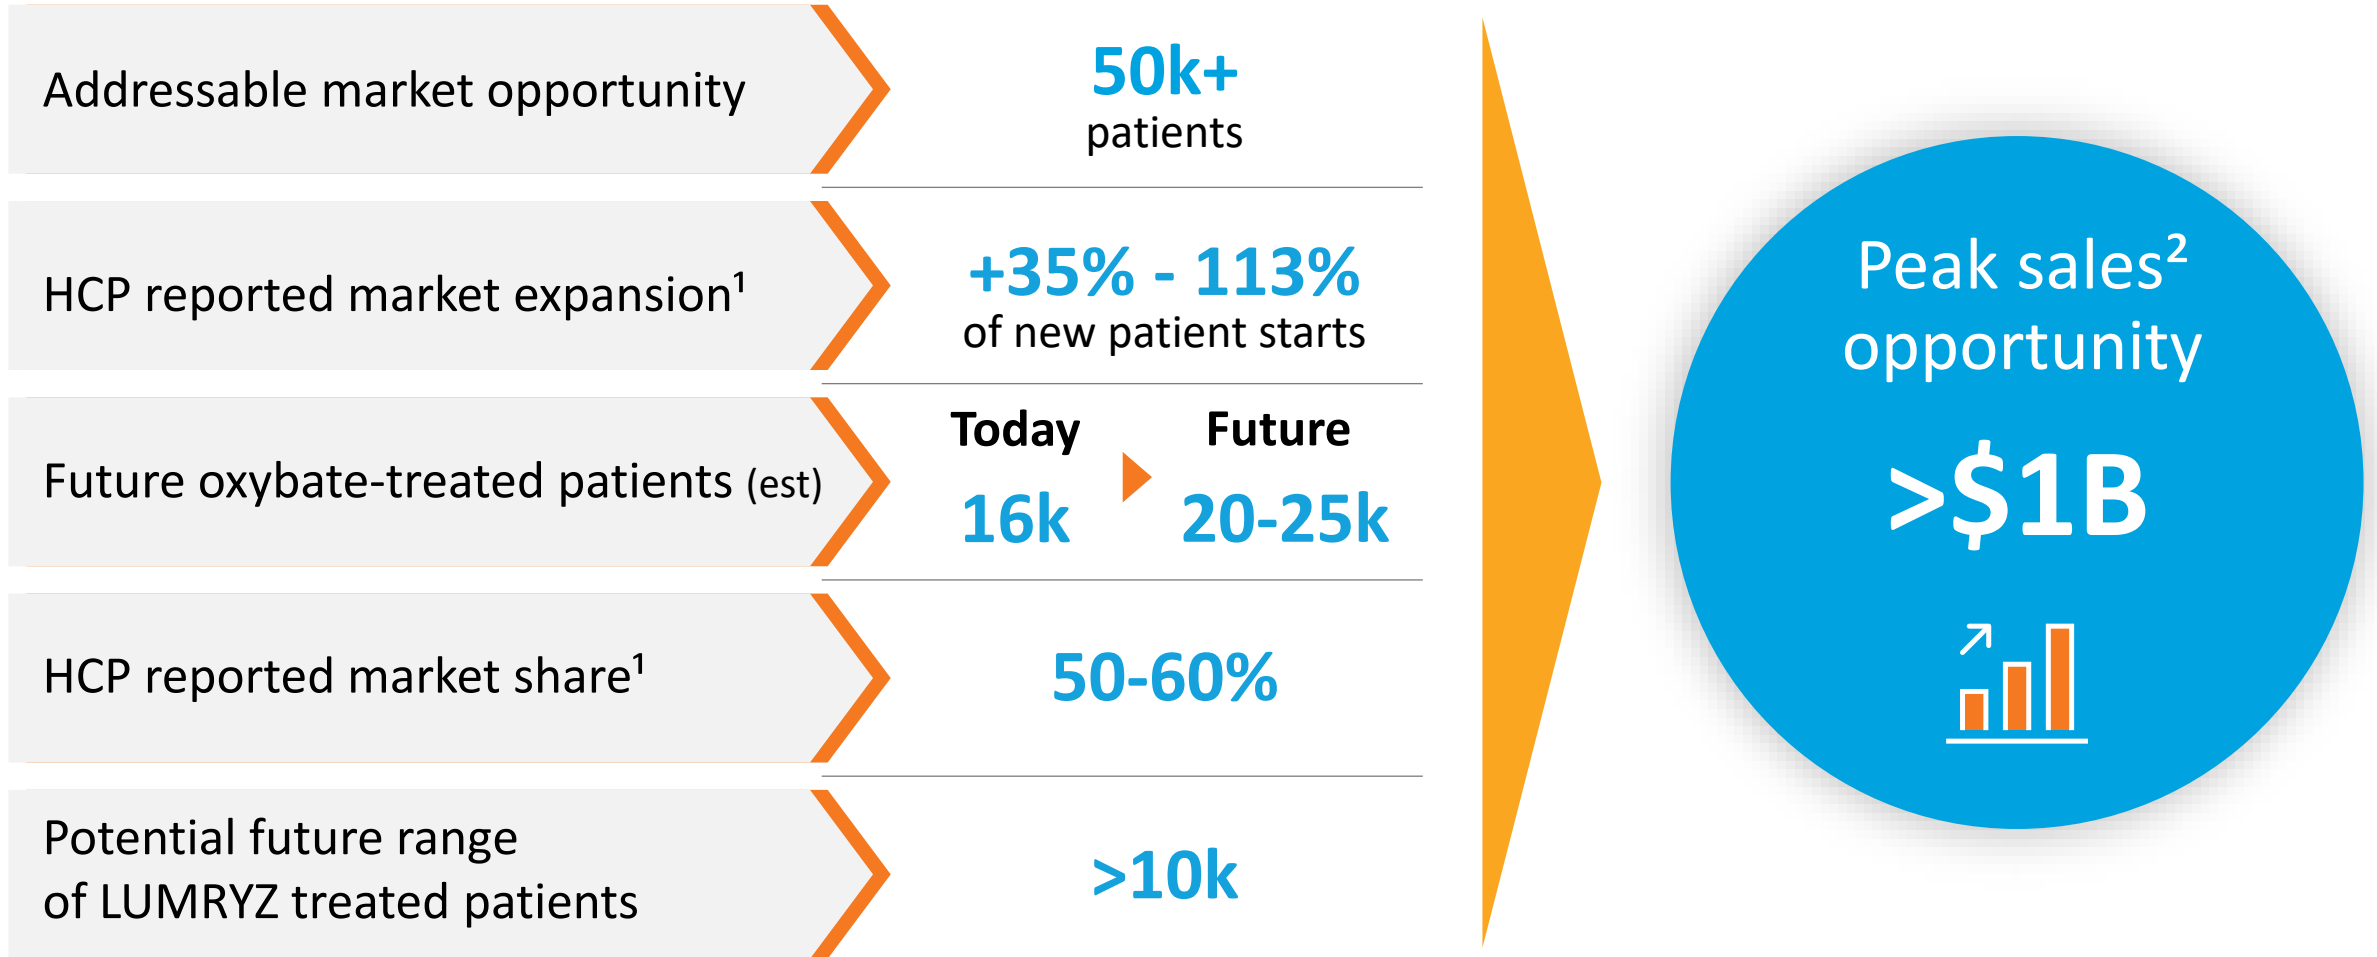 Addressable market opportunity
50k+
patients
HCP reported market expansion¹
+35% - 113%
of new patient starts
Future oxybate-treated patients (est)
Today
Future
16k
20-25k
HCP reported market share¹
50-60%
Potential future range
of LUMRYZ treated patients
>10k
Peak sales²
opportunity
>$1B